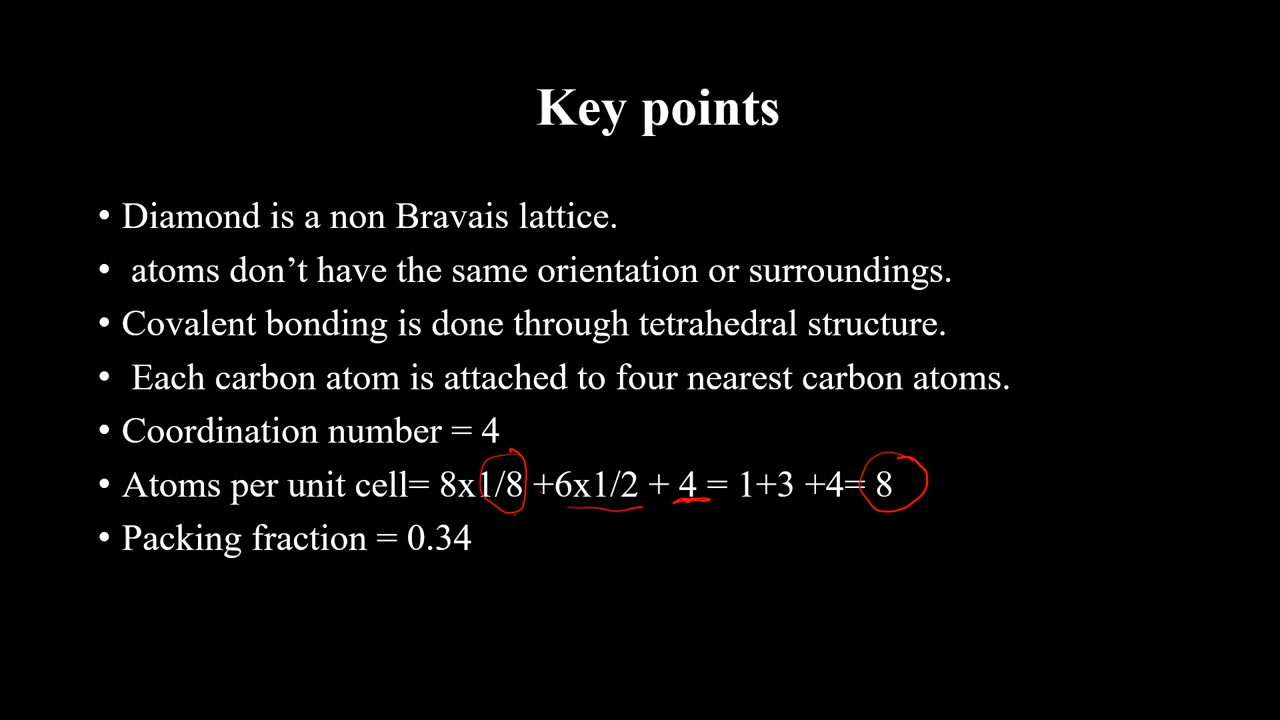 Key points
• Diamond is a non Bravais lattice.
• atoms don’t have the same orientation or surroundings.
• Covalent bonding is done through tetrahedral structure.
• Each carbon atom is attached to four nearest carbon atoms.
• Coordination number = 4
• Atoms per unit cell= 8x1/8 +6x1/2 + 4 = 1+3 +4= 8
• Packing fraction = 0.34